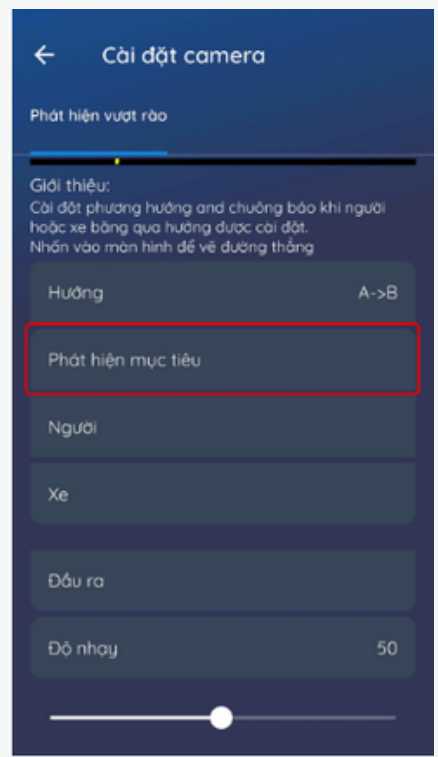 Cài đặt camera
Phát hiện vượt rào
Giới thiệu:
Cài đặt phương hướng and chuông báo khi người
hoặc xe băng qua hướng được cài đặt.
Nhấn vào màn hình để vẽ đường thẳng
Hướng A->B
Phát hiện mục tiêu
Người
Xe
Đầu ra
Độ nhạy 50